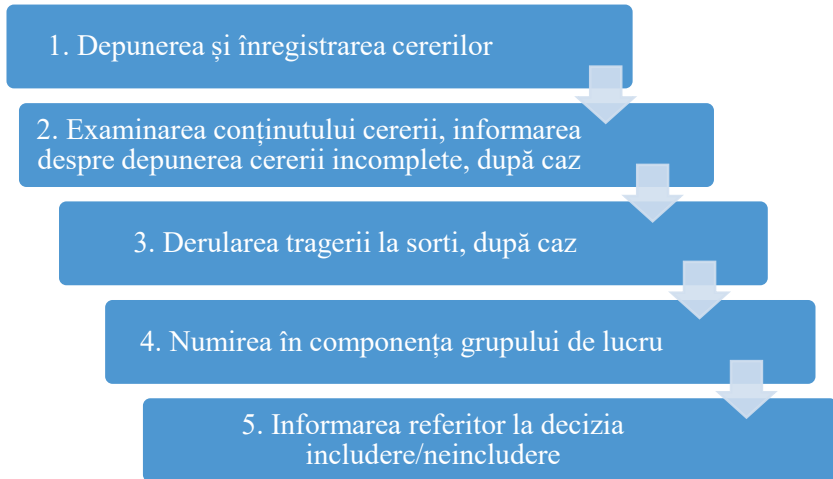 1. Depunerea și înregistrarea cererilor
2. Examinarea conținutului cererii, informarea
despre depunerea cererii incomplete, după caz
3. Derularea tragerii la sorti, după caz
4. Numirea în componența grupului de lucru
5. Informarea referitor la decizia
includere/neincludere